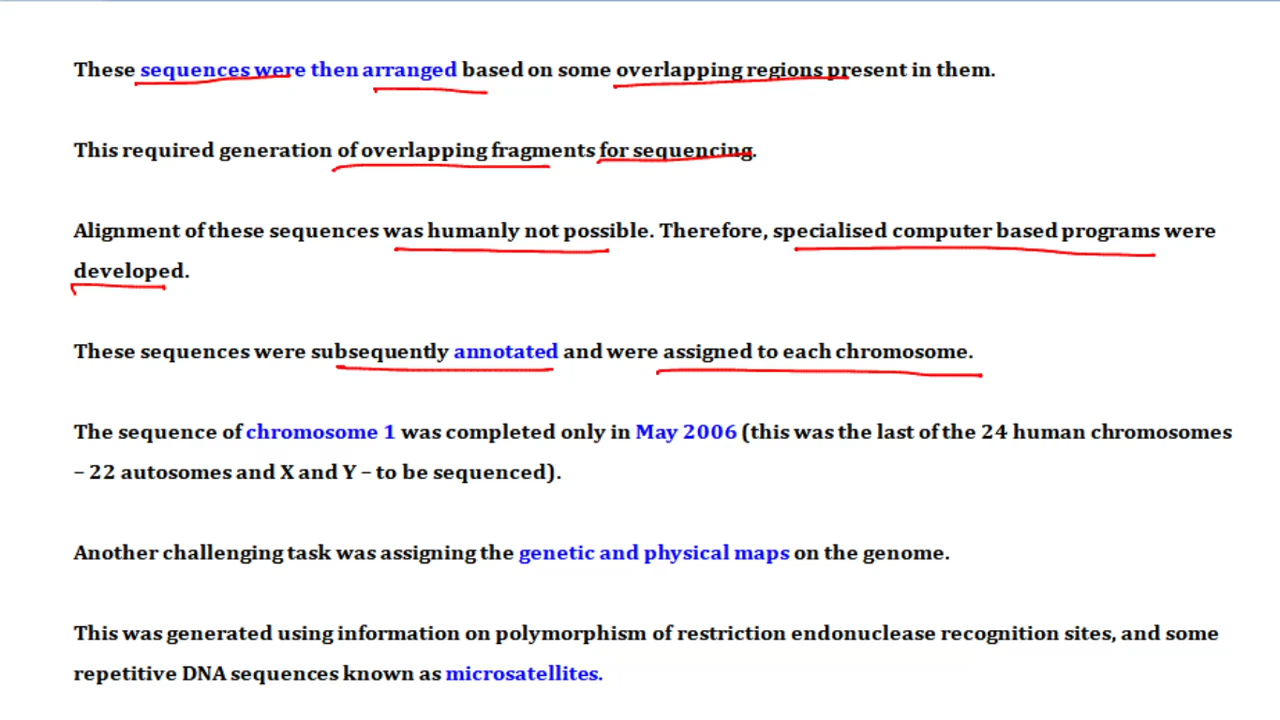 These sequences were then arranged based on some overlapping regions present in them.
This required generation of overlapping fragments for sequencing.
Alignment of these sequences was humanly not possible. Therefore, specialised computer based programs were
developed.
These sequences were subsequently annotated and were assigned to each chromosome.
The sequence of chromosome 1 was completed only in May 2006 (this was the last of the 24 human chromosomes
– 22 autosomes and X and Y – to be sequenced).
Another challenging task was assigning the genetic and physical maps on the genome.
This was generated using information on polymorphism of restriction endonuclease recognition sites, and some
repetitive DNA sequences known as microsatellites.